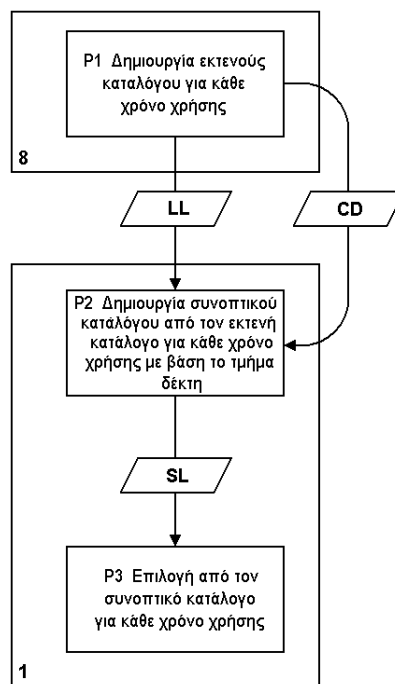 P1 Δημιουργία εκτενούς
καταλόγου για κάθε
χρόνο χρήσης
8
LL
CD
P2 Δημιουργία συνοπτικού
κατάλόγου από τον εκτενή
κατάλογο για κάθε χρόνο
χρήσης με βάση το τμήμα
δέκτη
SL
P3 Επιλογή από τον
συνοπτικό κατάλογο
για κάθε χρόνο χρήσης
1